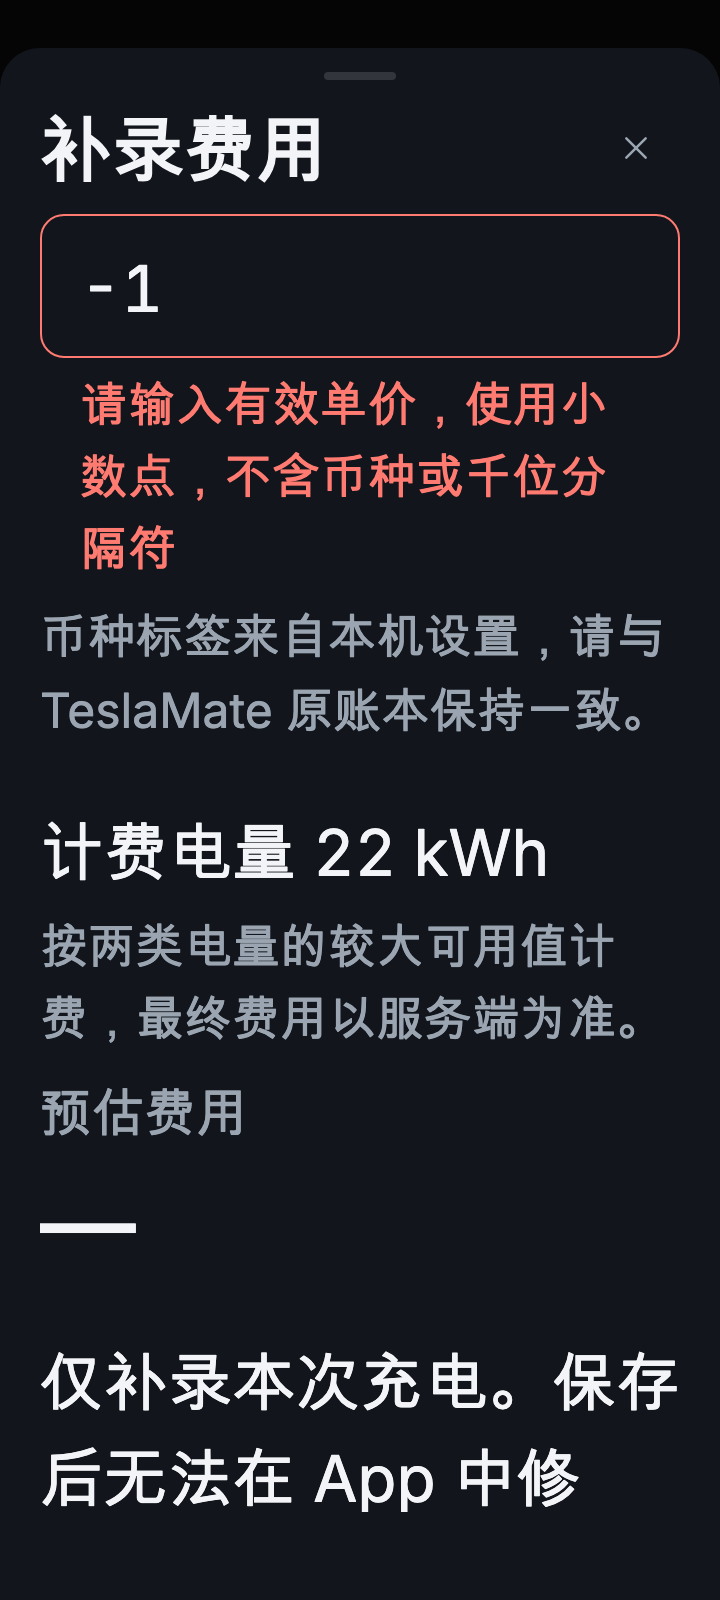 补录费用
-1
请输入有效单价，使用小
数点，不含币种或千位分
隔符
币种标签来自本机设置，请与
TeslaMate 原账本保持一致。
计费电量 22 kWh
按两类电量的较大可用值计
费，最终费用以服务端为准。
预估费用
—
仅补录本次充电。保存
后无法在 App 中修